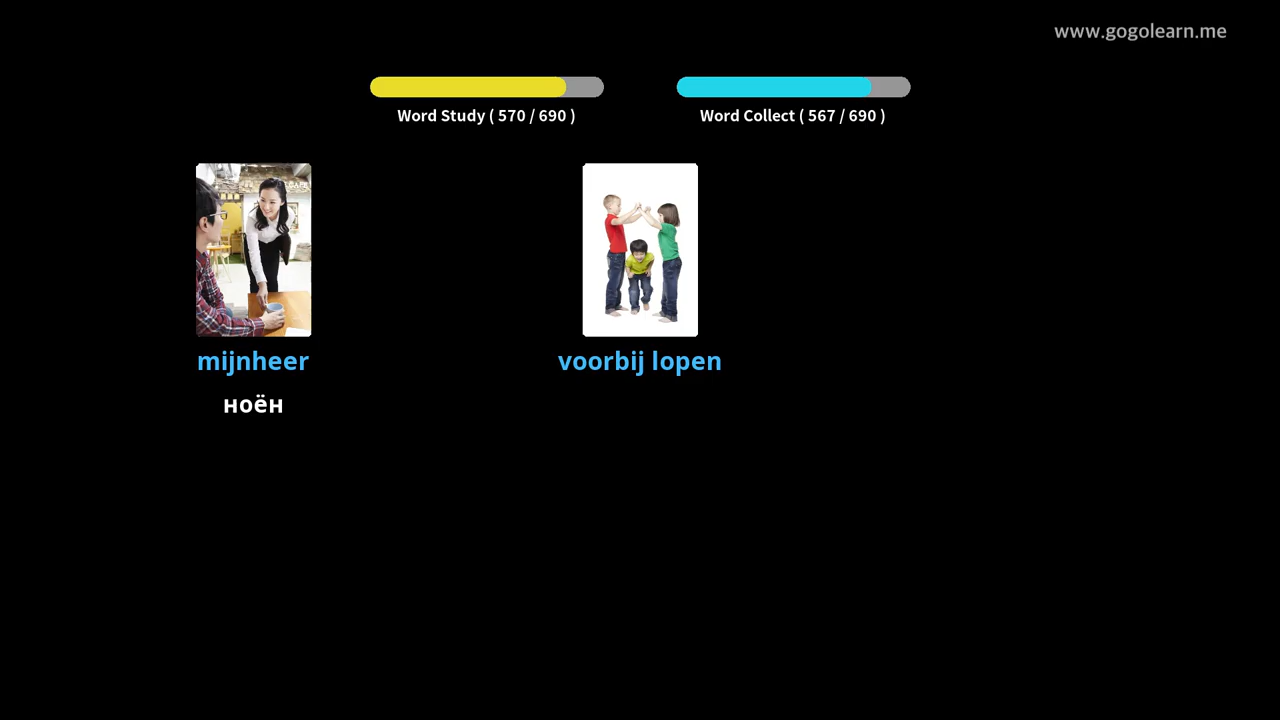 www.gogolearn.me
Word Study ( 570 / 690 )
Word Collect ( 567 / 690 )
mijnheer
voorbij lopen
ноён